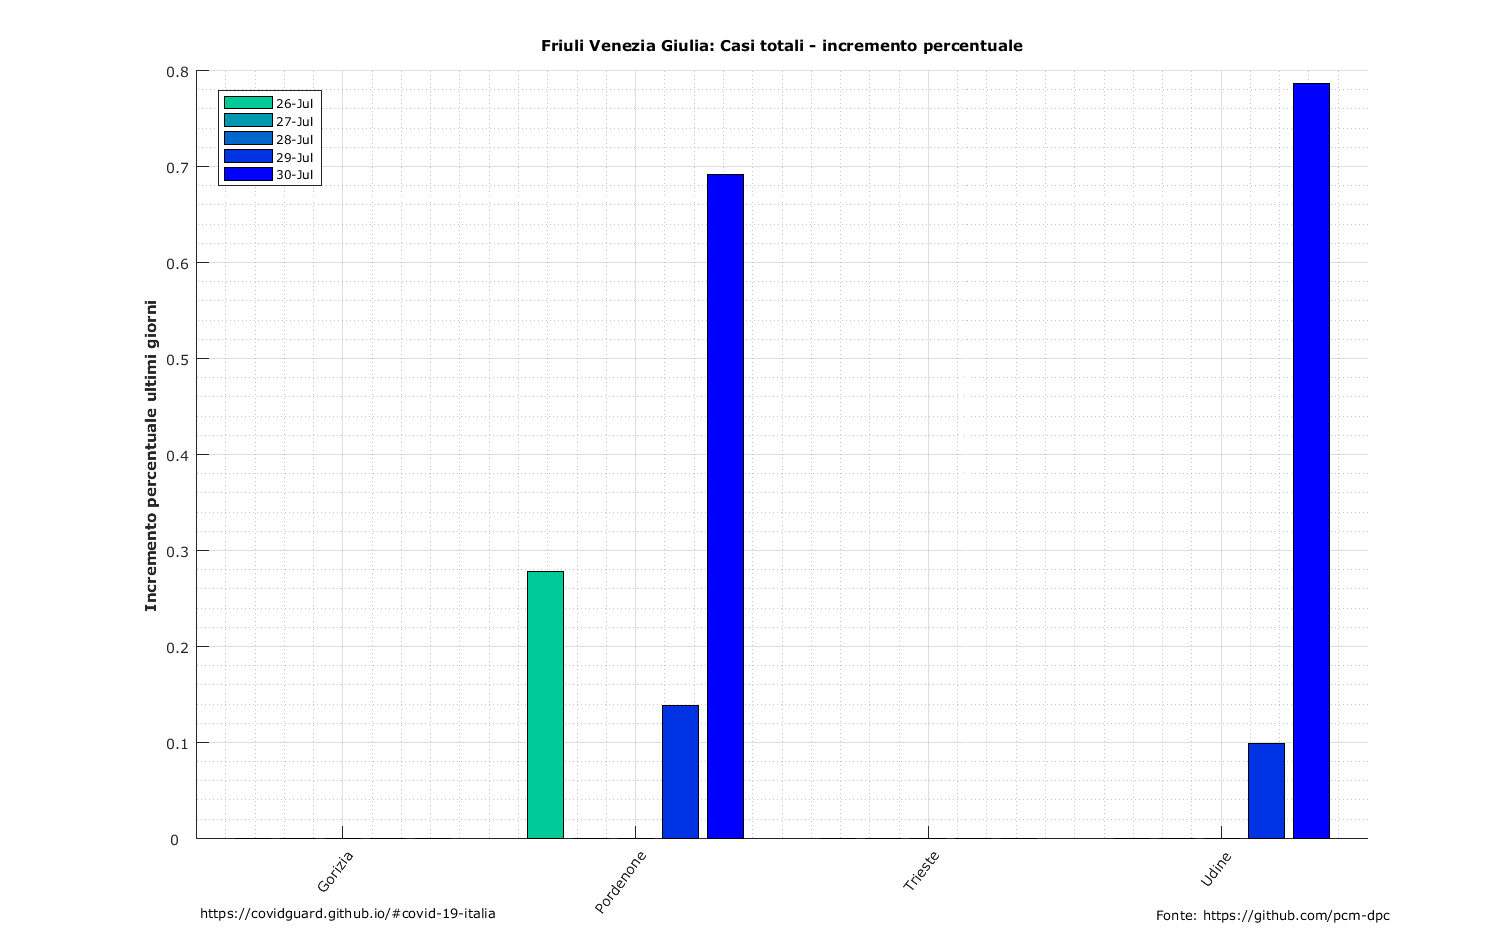 Friuli Venezia Giulia: Casi totali - incremento percentuale
Incremento percentuale ultimi giorni
0.8
0.7
0.6
0.5
0.4
0.3
0.2
0.1
0
26-Jul
27-Jul
28-Jul
29-Jul
30-Jul
Gorizia
Pordenone
Trieste
Udine
https://covidguard.github.io/#covid-19-italia
Fonte: https://github.com/pcm-dpc